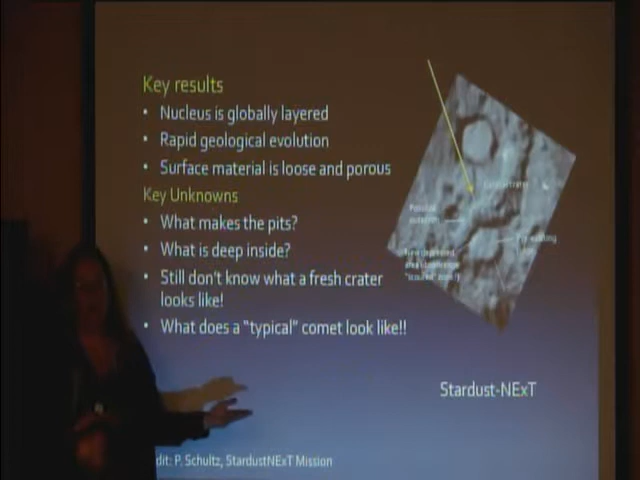 Key results
• Nucleus is globally layered
• Rapid geological evolution
• Surface material is loose and porous
Key Unknowns
• What makes the pits?
• What is deep inside?
• Still don't know what a fresh crater
looks like!
• What does a "typical" comet look like!!
Stardust-NExT
dit: P. Schultz, StardustNExT Mission